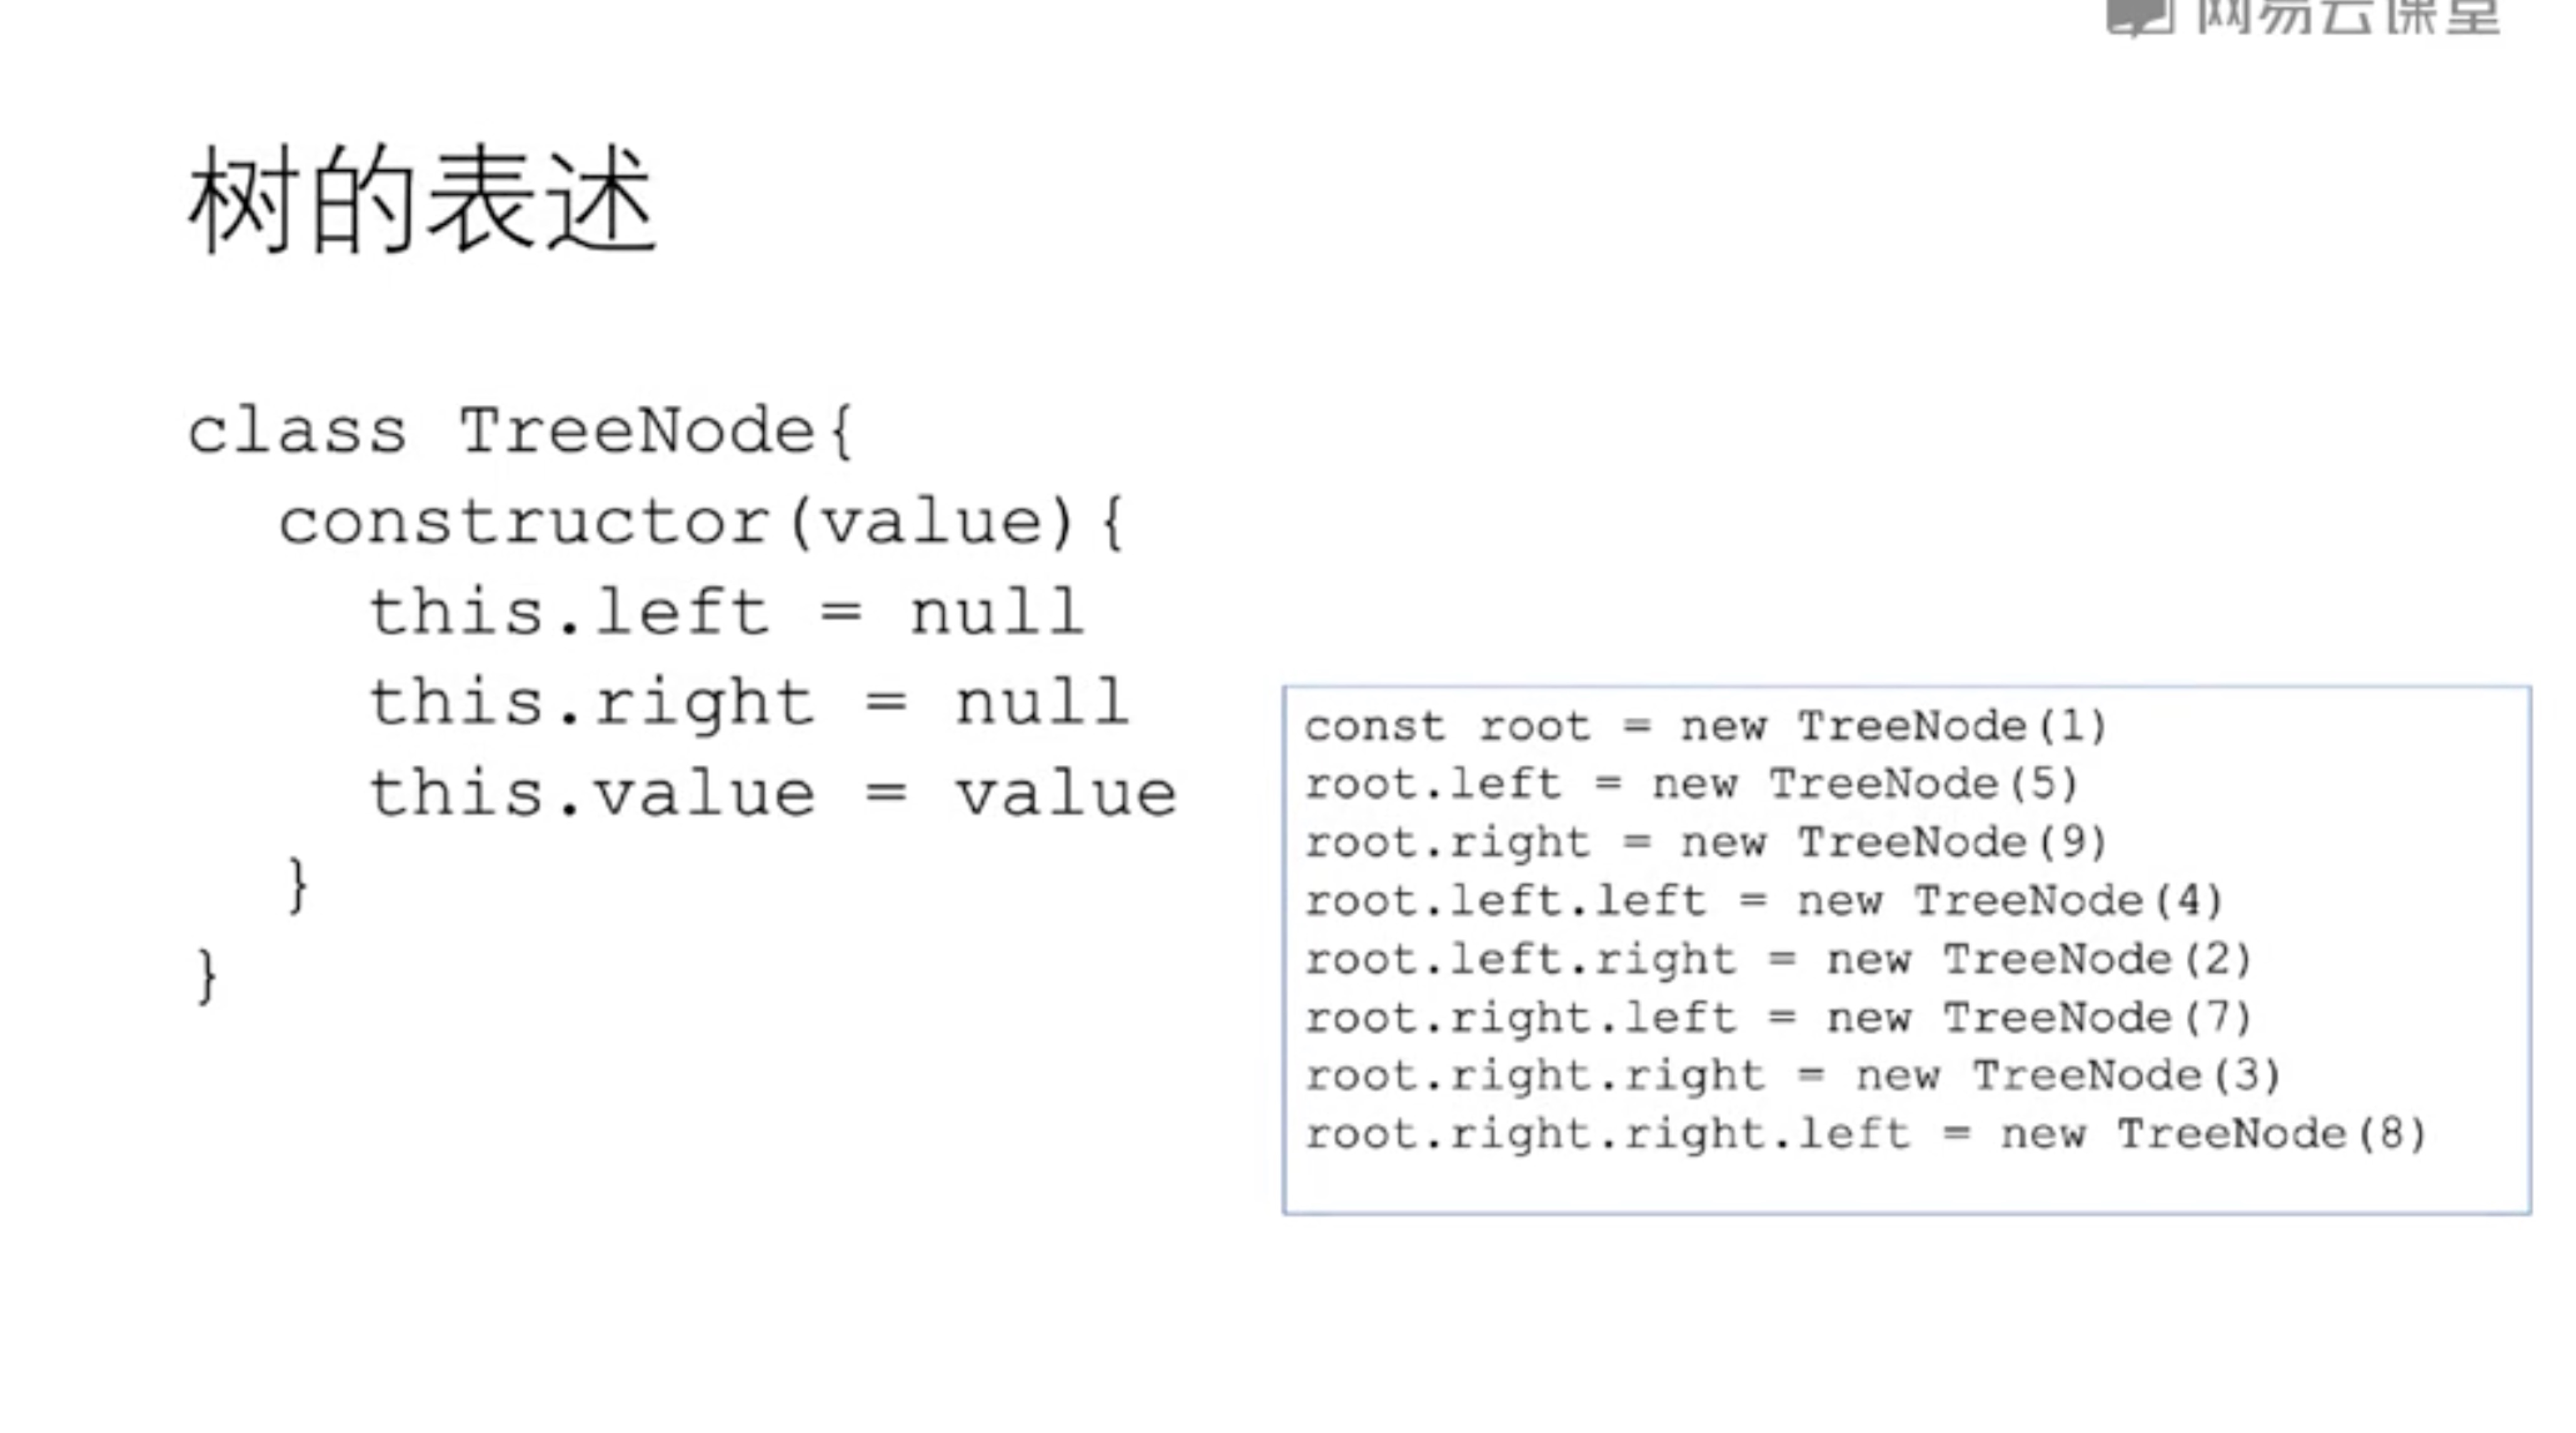 网易云课堂
树的表述
class TreeNode{
  constructor(value){
    this.left = null
    this.right = null
    this.value = value
  }
}
const root = new TreeNode(1)
root.left = new TreeNode(5)
root.right = new TreeNode(9)
root.left.left = new TreeNode(4)
root.left.right = new TreeNode(2)
root.right.left = new TreeNode(7)
root.right.right = new TreeNode(3)
root.right.right.left = new TreeNode(8)